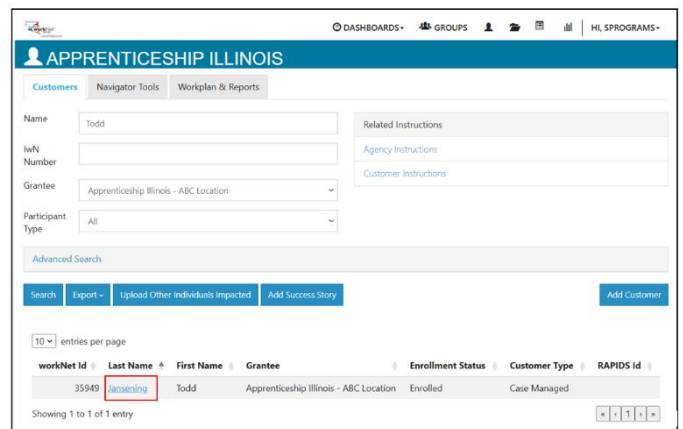 DASHBOARDS GROUPS HI, SPROGRAMS
APPRENTICESHIP ILLINOIS
Customers Navigator Tools Workplan & Reports
Name Todd
Related Instructions
IwN
Number
Agency Instructions
Customer Instructions
Grantee Apprenticeship Illinois - ABC Location
Participant
Type
All
Advanced Search
Search Export Upload Other Individuals Impacted Add Success Story Add Customer
10 entries per page
workNet Id Last Name First Name Grantee Enrollment Status Customer Type RAPIDS Id
35949 Jansening Todd Apprenticeship Illinois - ABC Location Enrolled Case Managed
Showing 1 to 1 of 1 entry
« ‹ 1 › »